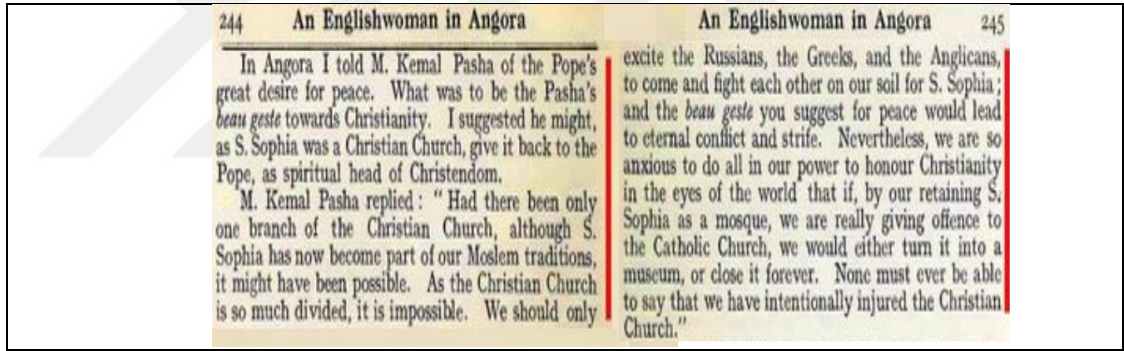 244 An Englishwoman in Angora
In Angora I told M. Kemal Pasha of the Pope's
great desire for peace. What was to be the Pasha's
beau geste towards Christianity. I suggested he might,
as S. Sophia was a Christian Church, give it back to the
Pope, as spiritual head of Christendom.
M. Kemal Pasha replied: "Had there been only
one branch of the Christian Church, although S.
Sophia has now become part of our Moslem traditions,
it might have been possible. As the Christian Church
is so much divided, it is impossible. We should only
An Englishwoman in Angora 245
excite the Russians, the Greeks, and the Anglicans,
to come and fight each other on our soil for S. Sophia;
and the beau geste you suggest for peace would lead
to eternal conflict and strife. Nevertheless, we are so
anxious to do all in our power to honour Christianity
in the eyes of the world that if, by our retaining S.
Sophia as a mosque, we are really giving offence to
the Catholic Church, we would either turn it into a
museum, or close it forever. None must ever be able
to say that we have intentionally injured the Christian
Church."